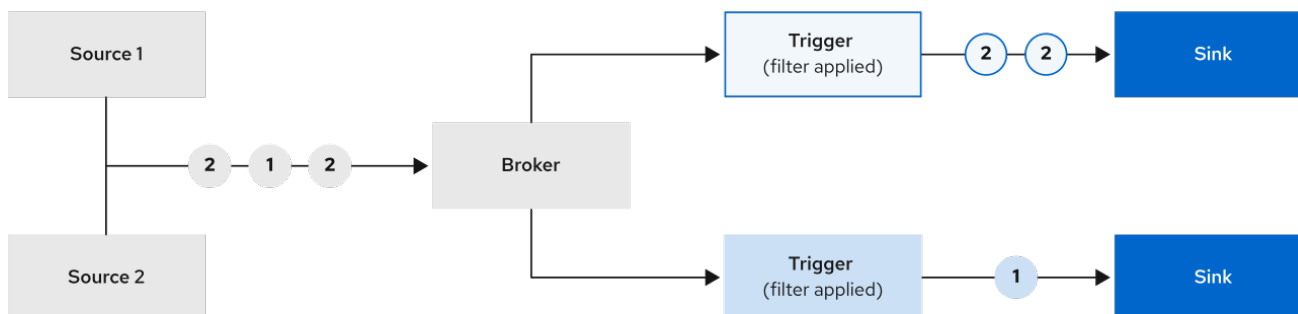 Source 1
Trigger
(filter applied)
2 2
Sink
2 1 2
Broker
Source 2
Trigger
(filter applied)
1
Sink